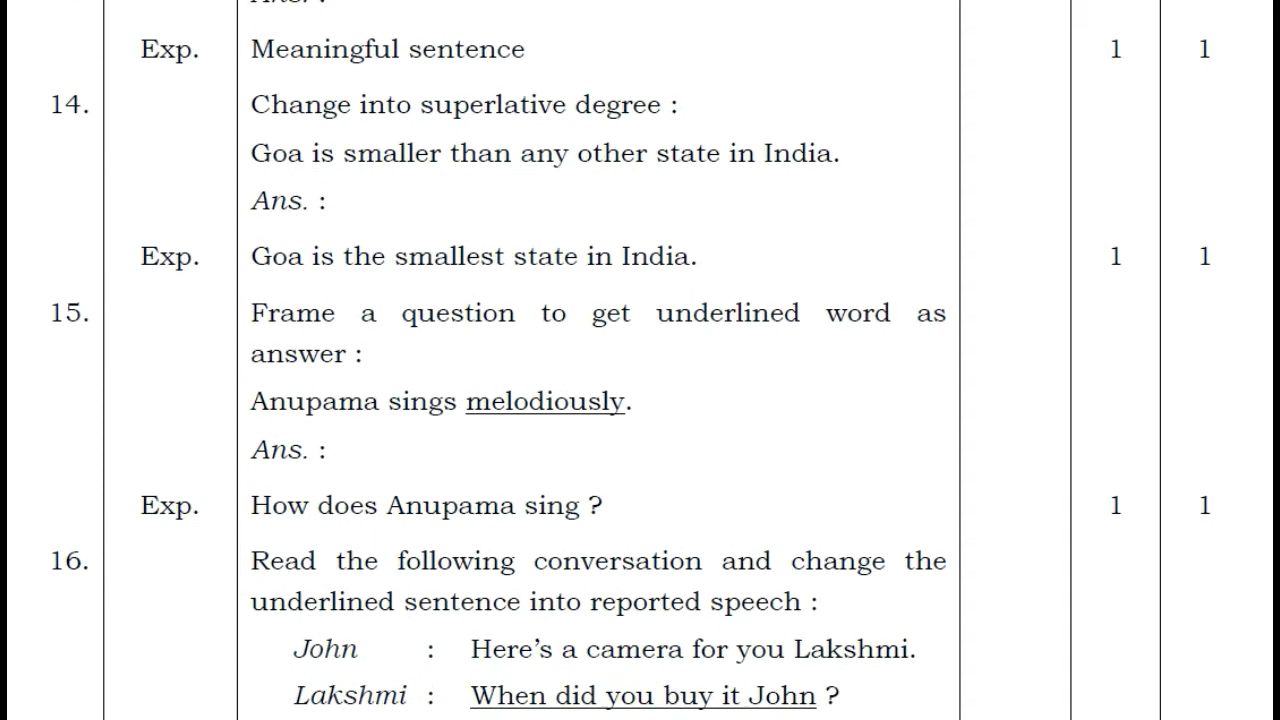 Exp. Meaningful sentence 1 1
14. Change into superlative degree :
Goa is smaller than any other state in India.
Ans. :
Exp. Goa is the smallest state in India. 1 1
15. Frame a question to get underlined word as
answer :
Anupama sings melodiously.
Ans. :
Exp. How does Anupama sing ? 1 1
16. Read the following conversation and change the
underlined sentence into reported speech :
John : Here’s a camera for you Lakshmi.
Lakshmi : When did you buy it John ?